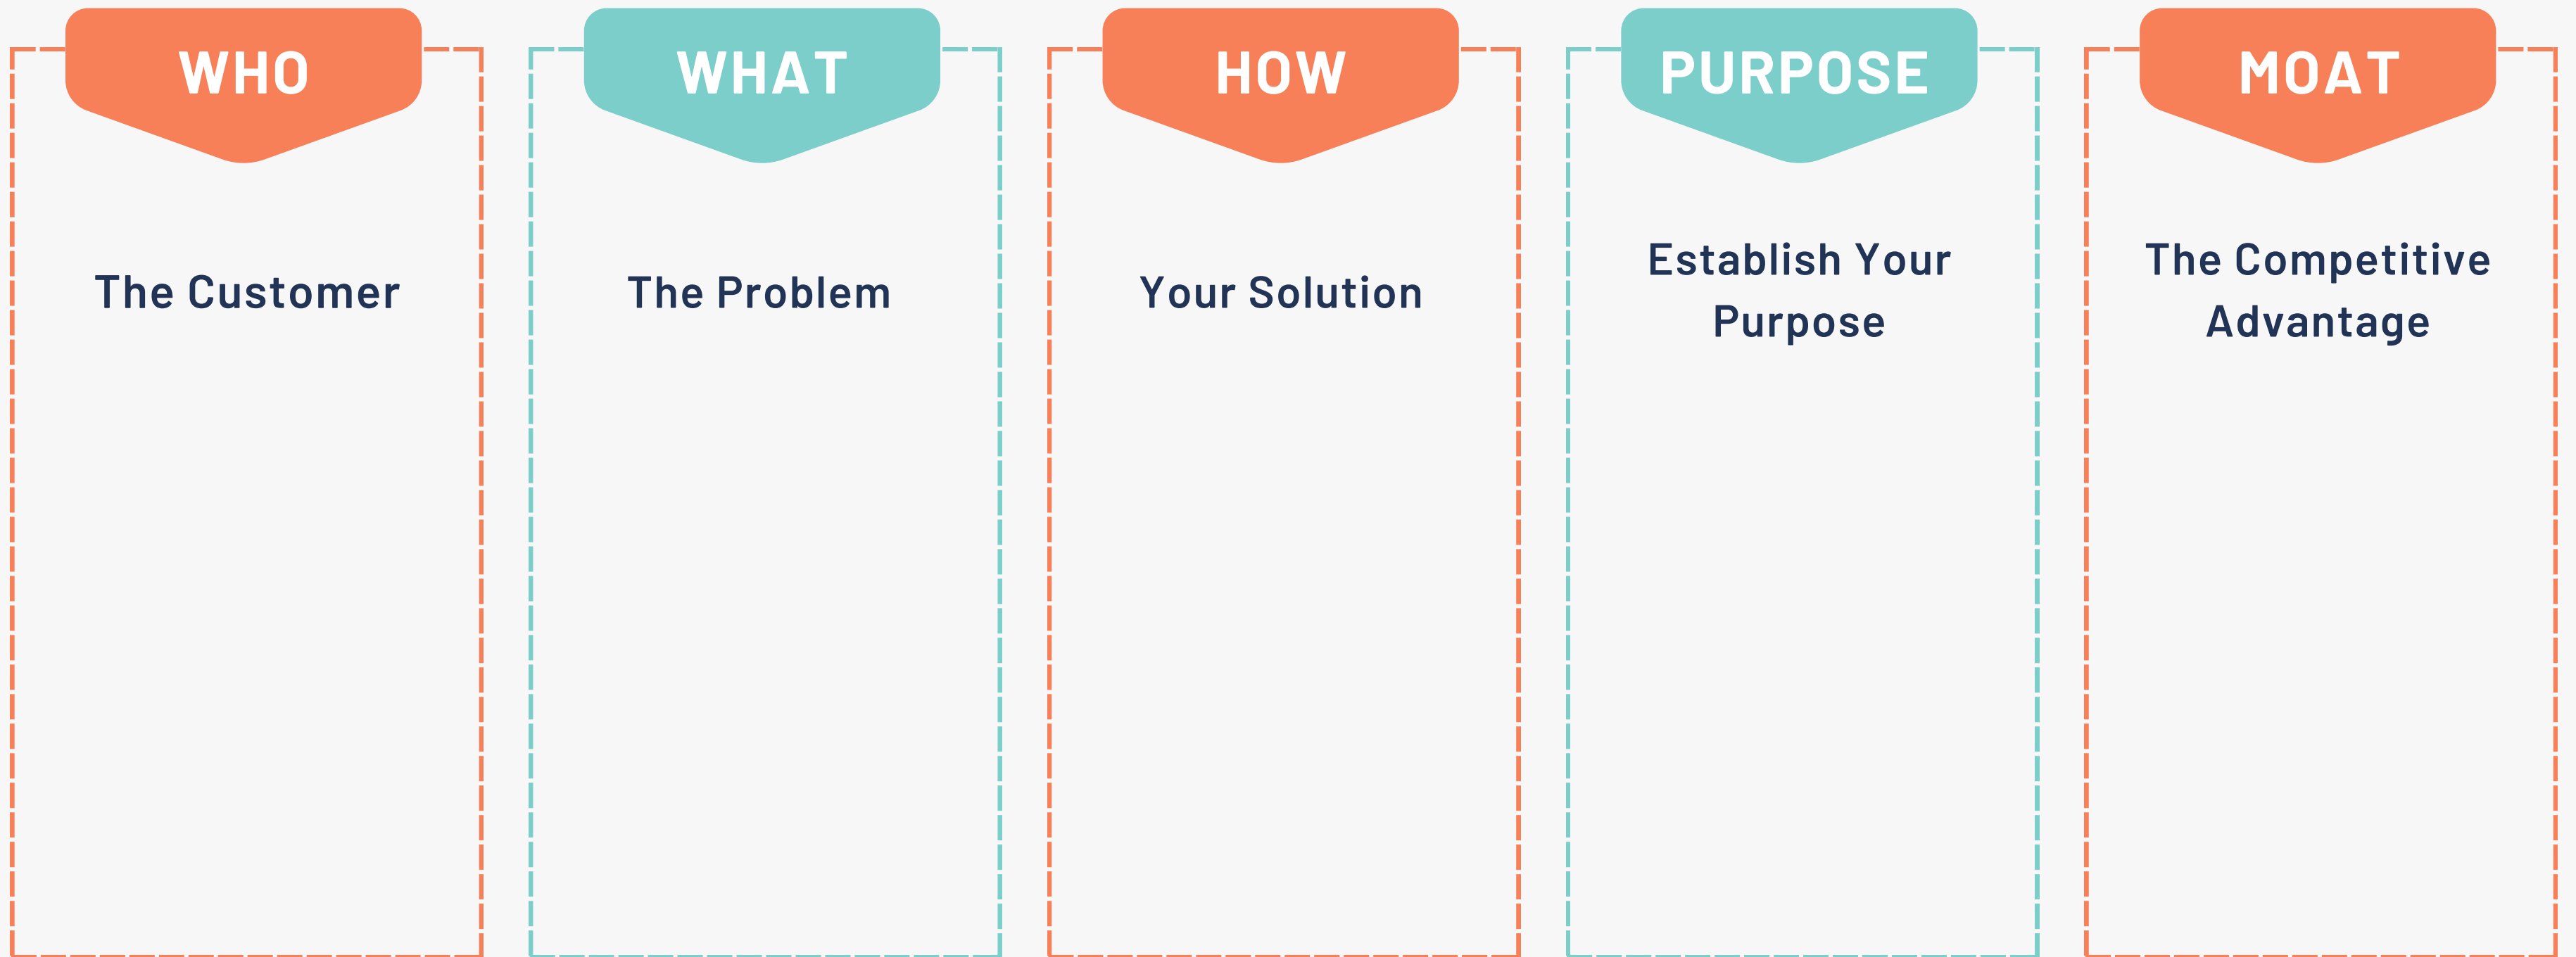 WHO
The Customer
WHAT
The Problem
HOW
Your Solution
PURPOSE
Establish Your
Purpose
MOAT
The Competitive
Advantage